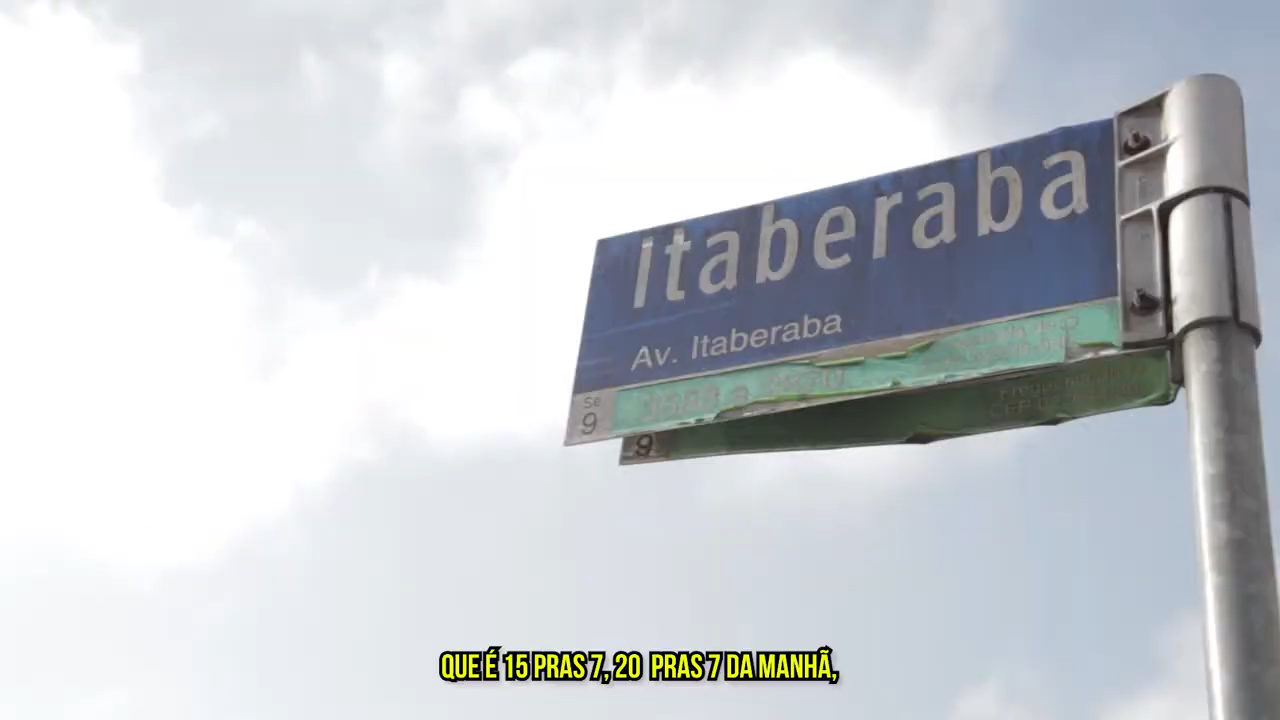 Itaberaba
Av. Itaberaba
Se
9
9
QUE É 15 PRAS 7, 20 PRAS 7 DA MANHÃ,